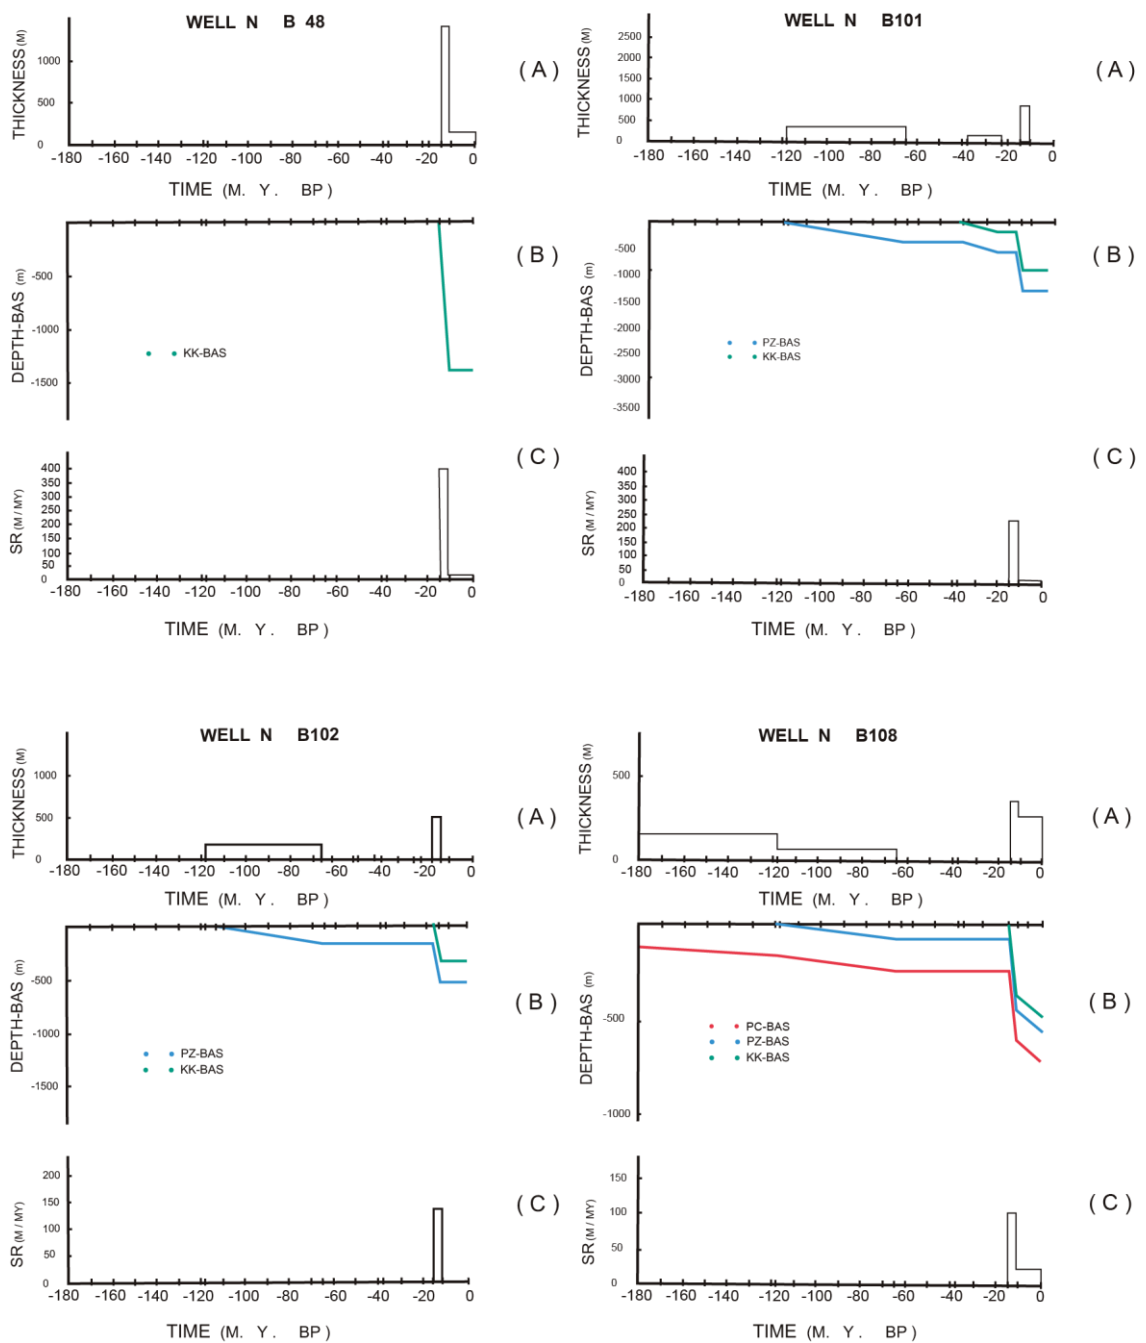 WELL N B 48
THICKNESS (M)
1000
500
0
-180 -160 -140 -120 -100 -80 -60 -40 -20 0
TIME (M. Y. BP)
(A)
DEPTH-BAS (m)
-500
-1000
-1500
KK-BAS
(B)
SR (M / MY)
400
350
300
250
200
150
100
50
0
-180 -160 -140 -120 -100 -80 -60 -40 -20 0
TIME (M. Y. BP)
(C)
WELL N B101
THICKNESS (M)
2500
2000
1500
1000
500
0
-180 -160 -140 -120 -100 -80 -60 -40 -20 0
TIME (M. Y. BP)
(A)
DEPTH-BAS (m)
-500
-1000
-1500
-2000
-2500
-3000
-3500
PZ-BAS
KK-BAS
(B)
SR (M / MY)
400
350
300
250
200
150
100
50
0
-180 -160 -140 -120 -100 -80 -60 -40 -20 0
TIME (M. Y. BP)
(C)
WELL N B102
THICKNESS (M)
1000
500
0
-180 -160 -140 -120 -100 -80 -60 -40 -20 0
TIME (M. Y. BP)
(A)
DEPTH-BAS (m)
-500
-1000
-1500
PZ-BAS
KK-BAS
(B)
SR (M / MY)
200
150
100
50
0
-180 -160 -140 -120 -100 -80 -60 -40 -20 0
TIME (M. Y. BP)
(C)
WELL N B108
THICKNESS (M)
500
0
-180 -160 -140 -120 -100 -80 -60 -40 -20 0
TIME (M. Y. BP)
(A)
DEPTH-BAS (m)
-500
-1000
PC-BAS
PZ-BAS
KK-BAS
(B)
SR (M / MY)
150
100
50
0
-180 -160 -140 -120 -100 -80 -60 -40 -20 0
TIME (M. Y. BP)
(C)